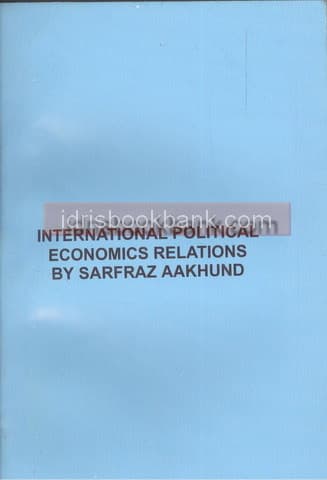 idrisbookbank.com
INTERNATIONAL POLITICAL
ECONOMICS RELATIONS
BY SARFRAZ AAKHUND